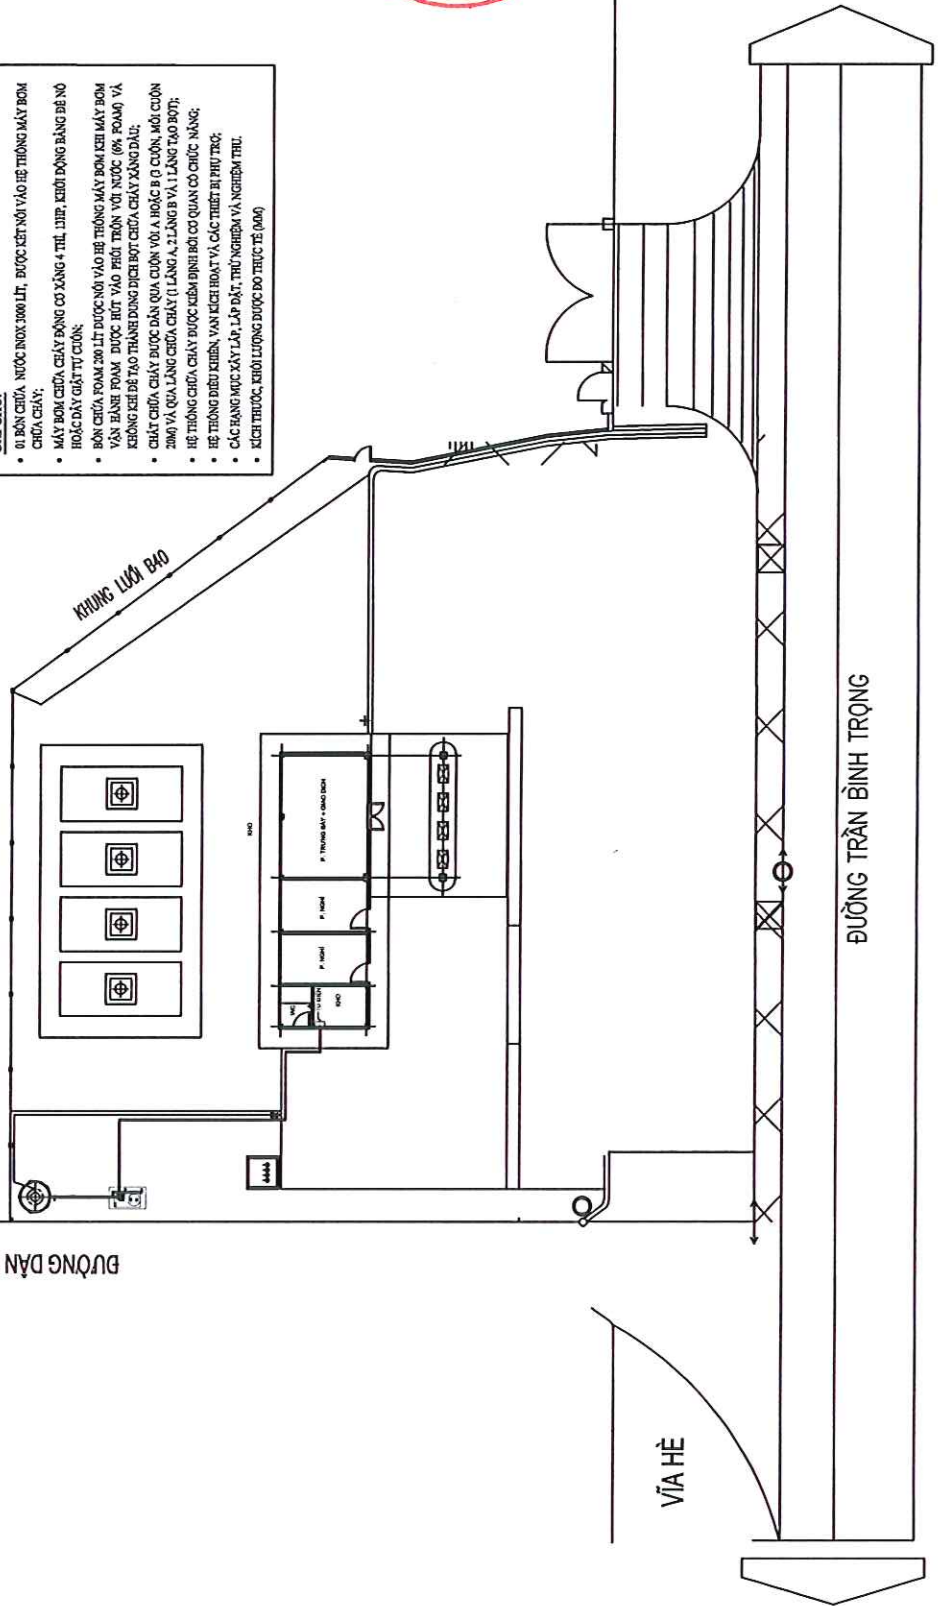 • 01 BỒN CHỨA NƯỚC INOX 3000 LÍT, ĐƯỢC KẾT NỐI VÀO HỆ THỐNG MÁY BƠM
CHỮA CHÁY;
• MÁY BƠM CHỮA CHÁY ĐỘNG CƠ XĂNG 4 THÌ, 13HP, KHỞI ĐỘNG BẰNG ĐỀ NỔ
HOẶC DÂY GIẬT TỰ CUỐN;
• BỒN CHỨA FOAM 200 LÍT ĐƯỢC NỐI VÀO HỆ THỐNG MÁY BƠM KHI MÁY BƠM
VẬN HÀNH FOAM ĐƯỢC HÚT VÀO PHỐI TRỘN VỚI NƯỚC (6% FOAM) VÀ
KHÔNG KHÍ ĐỂ TẠO THÀNH DUNG DỊCH BỌT CHỮA CHÁY XĂNG DẦU;
• CHẤT CHỮA CHÁY ĐƯỢC DẪN QUA CUỘN VÒI A HOẶC B (3 CUỘN, MỖI CUỘN
20M) VÀ QUA LĂNG CHỮA CHÁY (1 LĂNG A, 2 LĂNG B VÀ 1 LĂNG TẠO BỌT);
• HỆ THỐNG CHỮA CHÁY ĐƯỢC KIỂM ĐỊNH BỞI CƠ QUAN CÓ CHỨC NĂNG;
• HỆ THỐNG ĐIỀU KHIỂN, VAN KÍCH HOẠT VÀ CÁC THIẾT BỊ PHỤ TRỢ;
• CÁC HẠNG MỤC XÂY LẮP, LẮP ĐẶT, THỬ NGHIỆM VÀ NGHIỆM THU.
• KÍCH THƯỚC, KHỐI LƯỢNG ĐƯỢC ĐO THỰC TẾ (MM)
KHUNG LƯỚI B40
KHO
P. TRƯNG BÀY + GIAO DỊCH
P. NGHỈ
P. NGHỈ
WC
TỦ ĐIỆN
KHO
ĐƯỜNG DÂN
VĨA HÈ
ĐƯỜNG TRẦN BÌNH TRỌNG